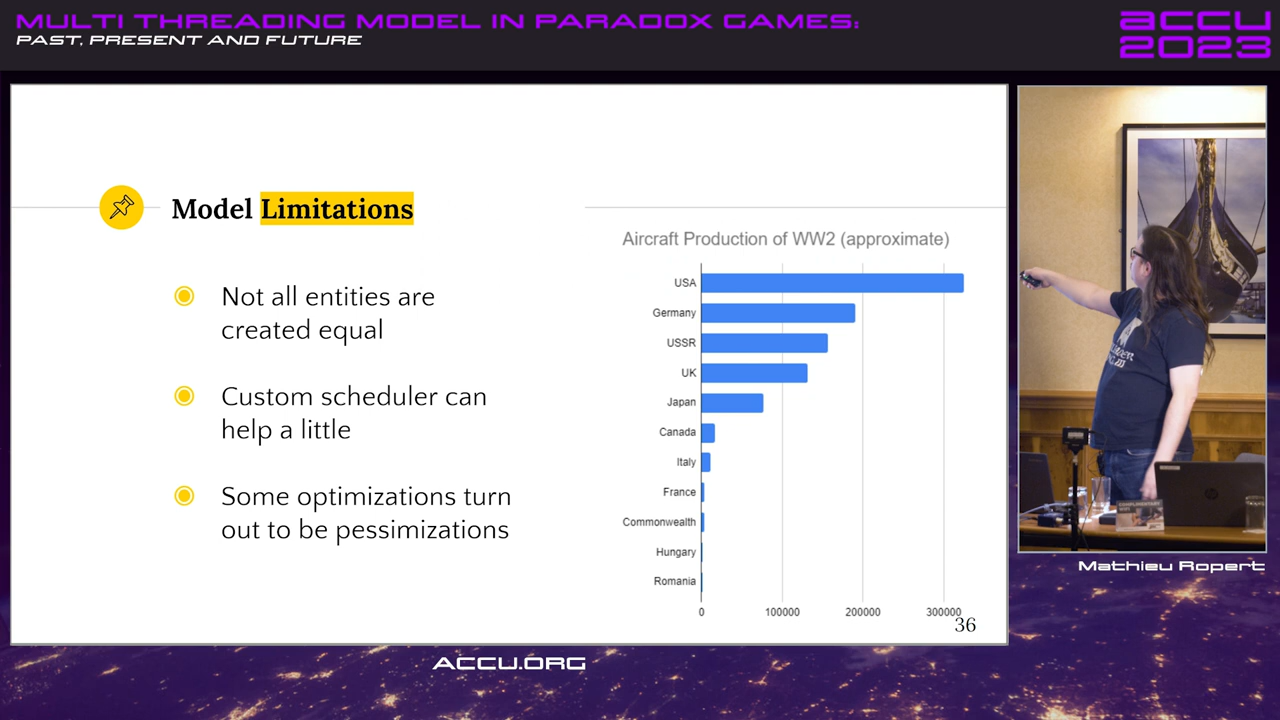 MULTI THREADING MODEL IN PARADOX GAMES:
PAST, PRESENT AND FUTURE
ACCU
2023
Model Limitations
Not all entities are
created equal
Custom scheduler can
help a little
Some optimizations turn
out to be pessimizations
Aircraft Production of WW2 (approximate)
USA
Germany
USSR
UK
Japan
Canada
Italy
France
Commonwealth
Hungary
Romania
0 100000 200000 300000
36
Mathieu Ropert
ACCU.ORG